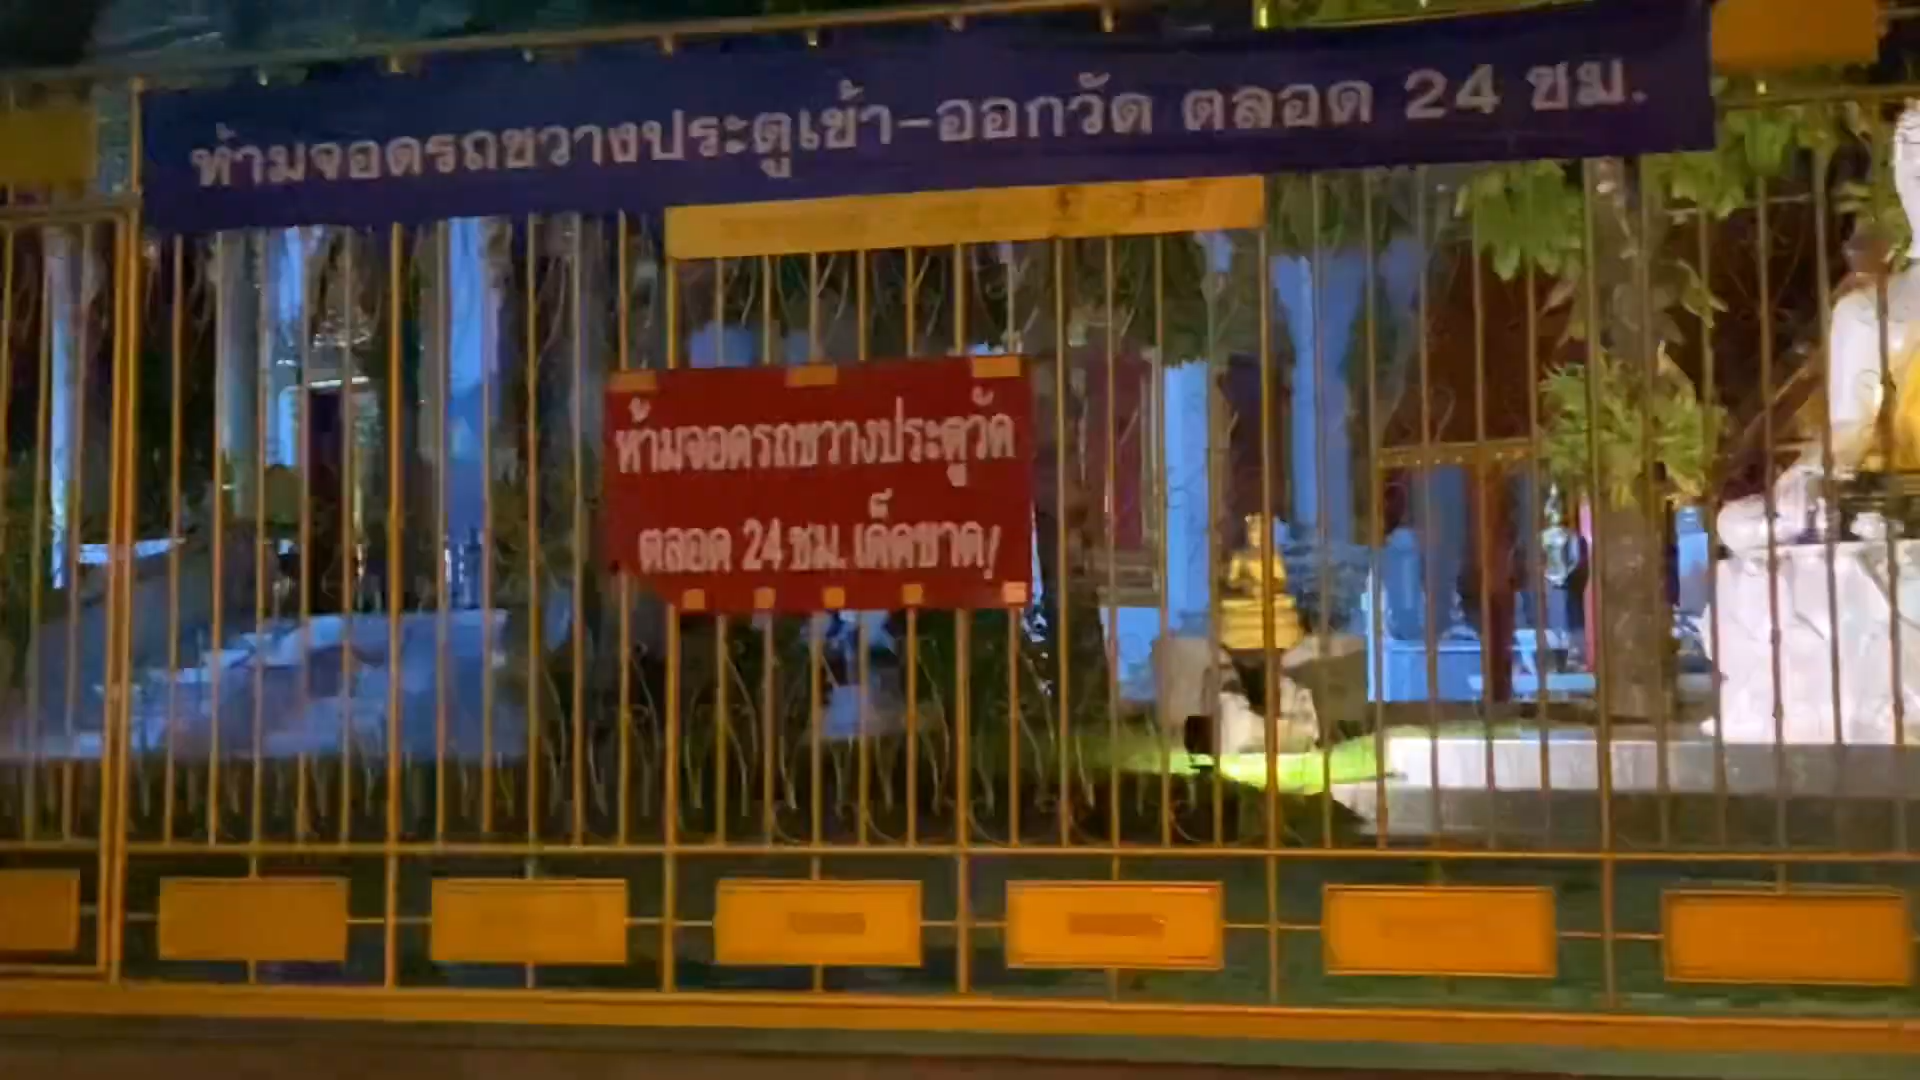 ห้ามจอดรถขวางประตูเข้า-ออกวัด ตลอด 24 ชม.
ห้ามจอดรถขวางประตูวัด
ตลอด 24 ชม. เด็ดขาด!